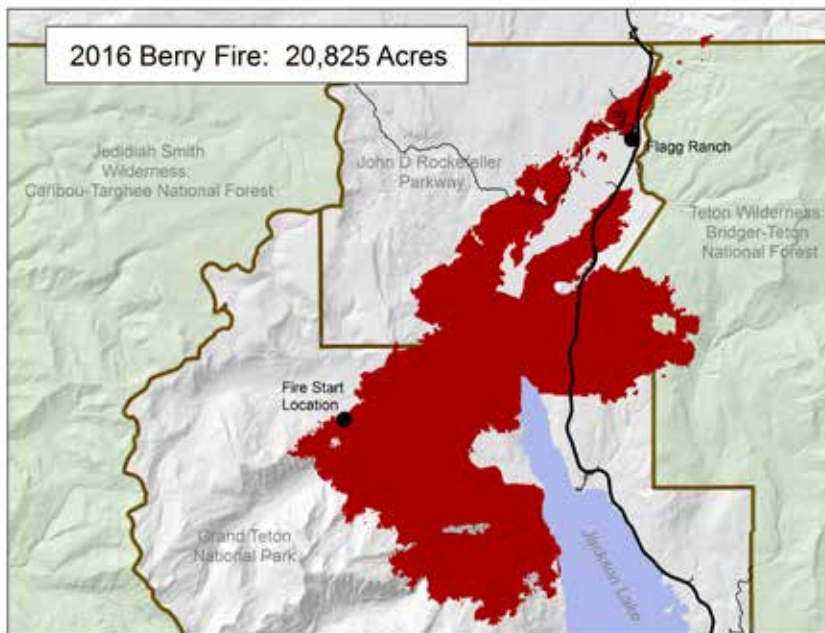 2016 Berry Fire: 20,825 Acres
Jedidiah Smith
Wilderness:
Caribou-Targhee National Forest
John D Rockefeller
Parkway
Flagg Ranch
Teton Wilderness:
Bridger-Teton
National Forest
Fire Start
Location
Grand Teton
National Park
Jackson Lake